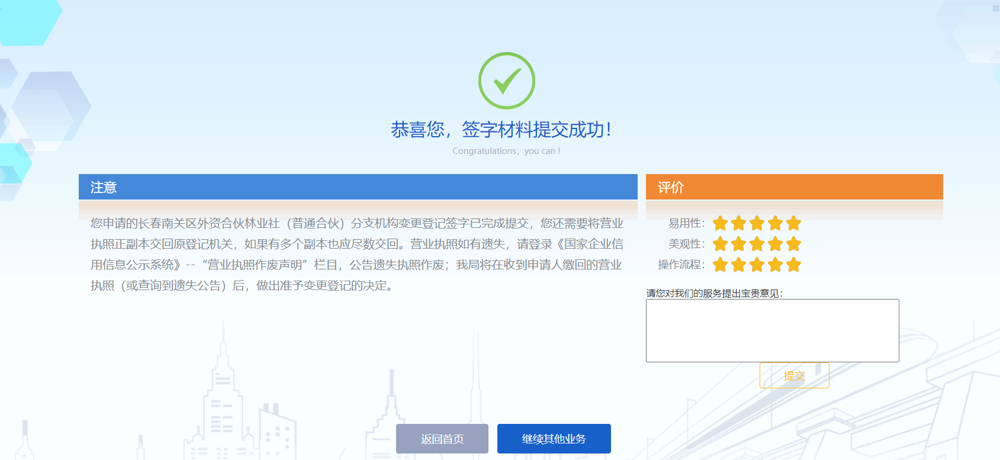 恭喜您，签字材料提交成功！
Congratulations，you can !
注意
您申请的长春南关区外资合伙林业社（普通合伙）分支机构变更登记签字已完成提交，您还需要将营业
执照正副本交回原登记机关，如果有多个副本也应尽数交回。营业执照如有遗失，请登录《国家企业信
用信息公示系统》--“营业执照作废声明”栏目，公告遗失执照作废；我局将在收到申请人缴回的营业
执照（或查询到遗失公告）后，做出准予变更登记的决定。
评价
易用性：
美观性：
操作流程：
请您对我们的服务提出宝贵意见：
提交
返回首页
继续其他业务